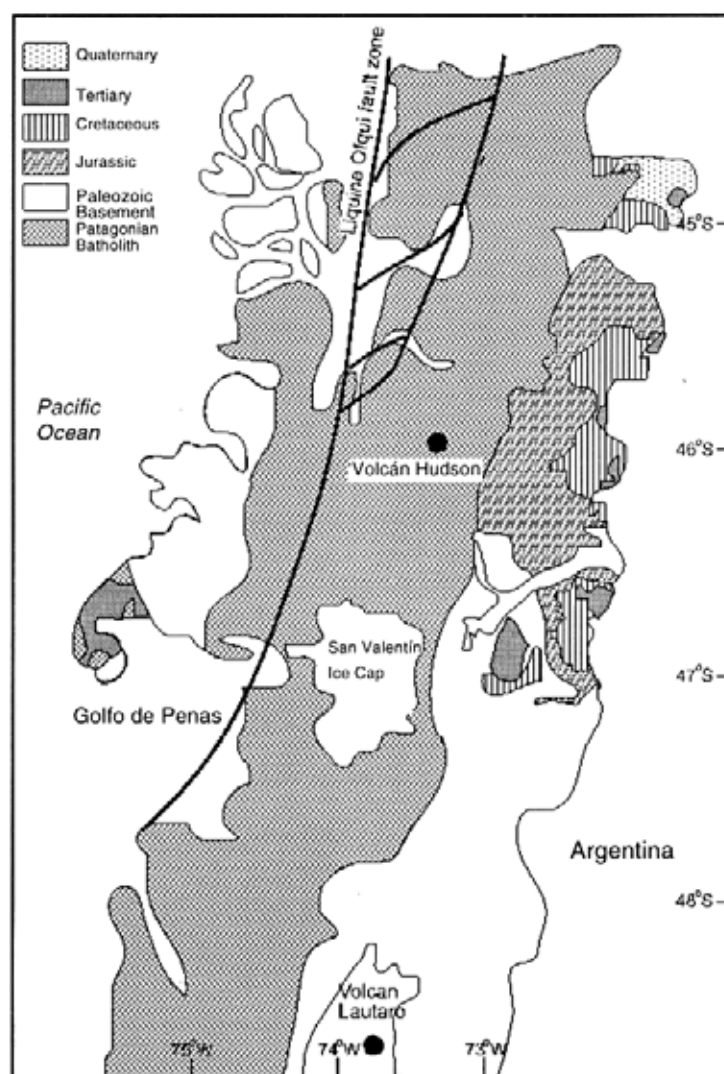 Quaternary
Tertiary
Cretaceous
Jurassic
Paleozoic
Basement
Patagonian
Batholith
Liquine Ofqui fault zone
45°S
Pacific
Ocean
46°S
Volcán Hudson
San Valentín
Ice Cap
47°S
Golfo de Penas
Argentina
48°S
Volcan
Lautaro
75°W
74°W
73°W